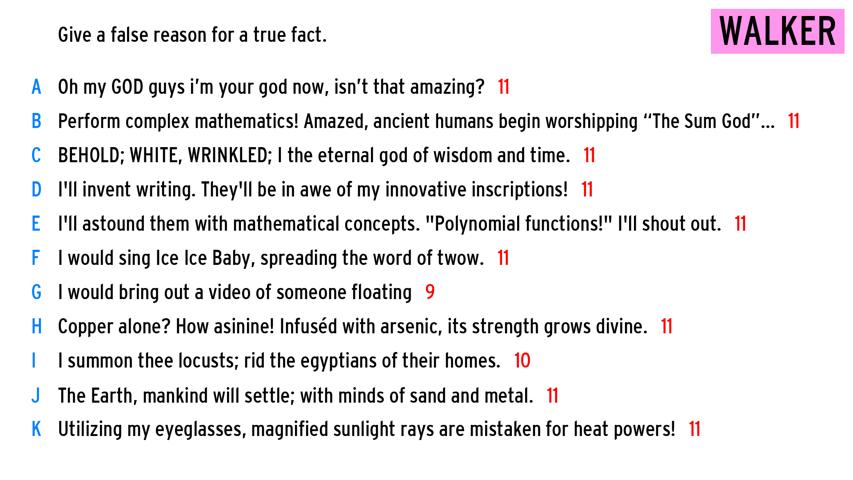 Give a false reason for a true fact.
WALKER
A Oh my GOD guys i’m your god now, isn’t that amazing? 11
B Perform complex mathematics! Amazed, ancient humans begin worshipping “The Sum God”... 11
C BEHOLD; WHITE, WRINKLED; I the eternal god of wisdom and time. 11
D I'll invent writing. They'll be in awe of my innovative inscriptions! 11
E I'll astound them with mathematical concepts. "Polynomial functions!" I'll shout out. 11
F I would sing Ice Ice Baby, spreading the word of twow. 11
G I would bring out a video of someone floating 9
H Copper alone? How asinine! Infuséd with arsenic, its strength grows divine. 11
I I summon thee locusts; rid the egyptians of their homes. 10
J The Earth, mankind will settle; with minds of sand and metal. 11
K Utilizing my eyeglasses, magnified sunlight rays are mistaken for heat powers! 11